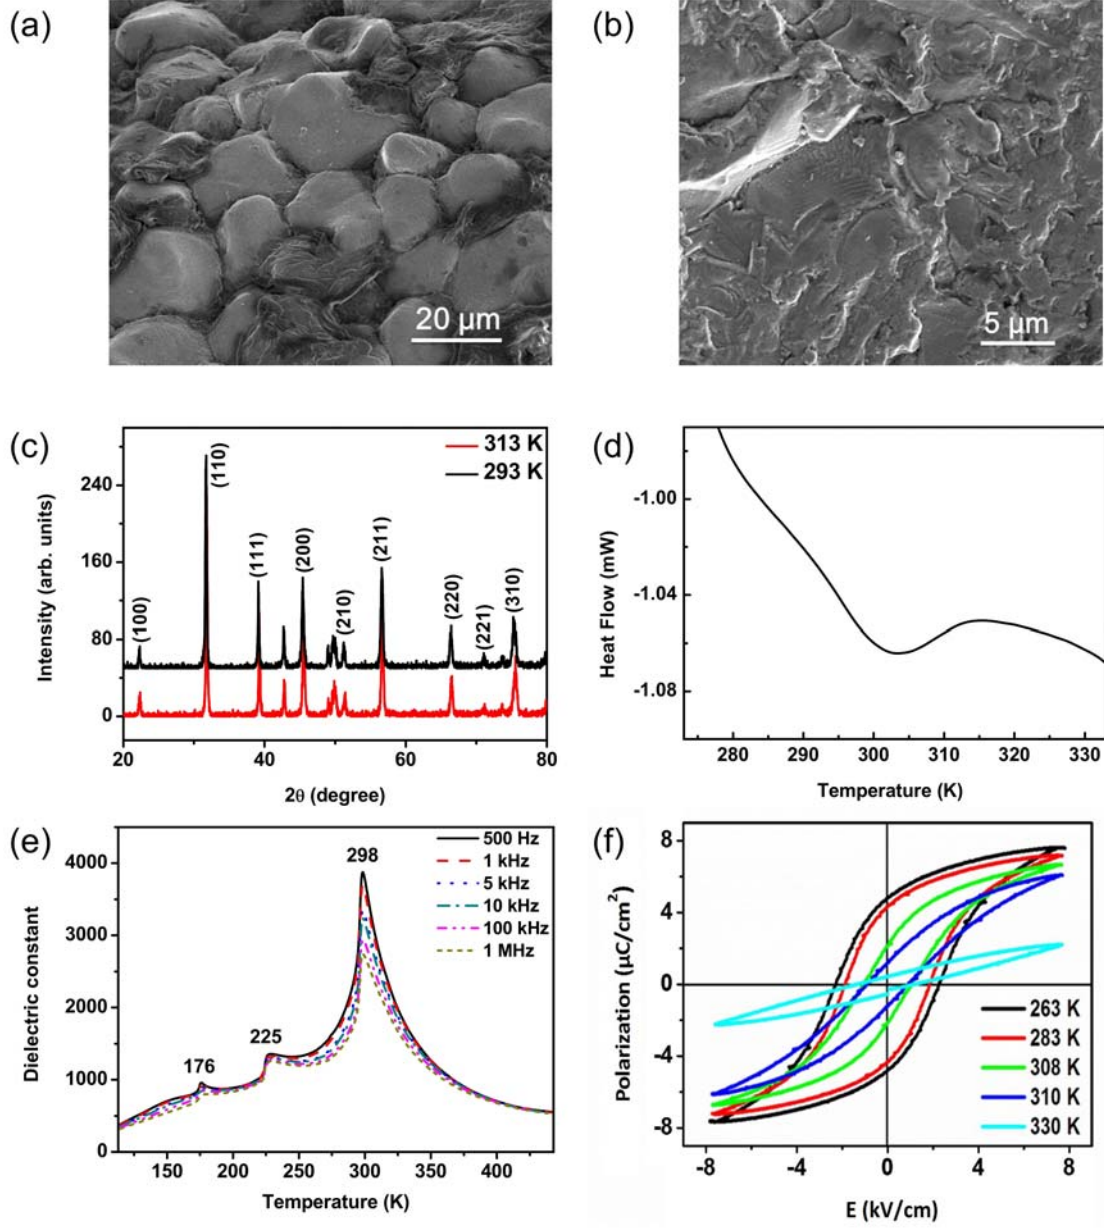 (a)
20 µm
(b)
5 µm
(c)
313 K
293 K
(100)
(110)
(111)
(200)
(210)
(211)
(220)
(221)
(310)
240
160
80
0
20
40
60
80
Intensity (arb. units)
2θ (degree)
(d)
-1.00
-1.04
-1.08
280
290
300
310
320
330
Heat Flow (mW)
Temperature (K)
(e)
500 Hz
1 kHz
5 kHz
10 kHz
100 kHz
1 MHz
176
225
298
4000
3000
2000
1000
0
150
200
250
300
350
400
Dielectric constant
Temperature (K)
(f)
8
4
0
-4
-8
263 K
283 K
308 K
310 K
330 K
-8
-4
0
4
8
Polarization (µC/cm²)
E (kV/cm)